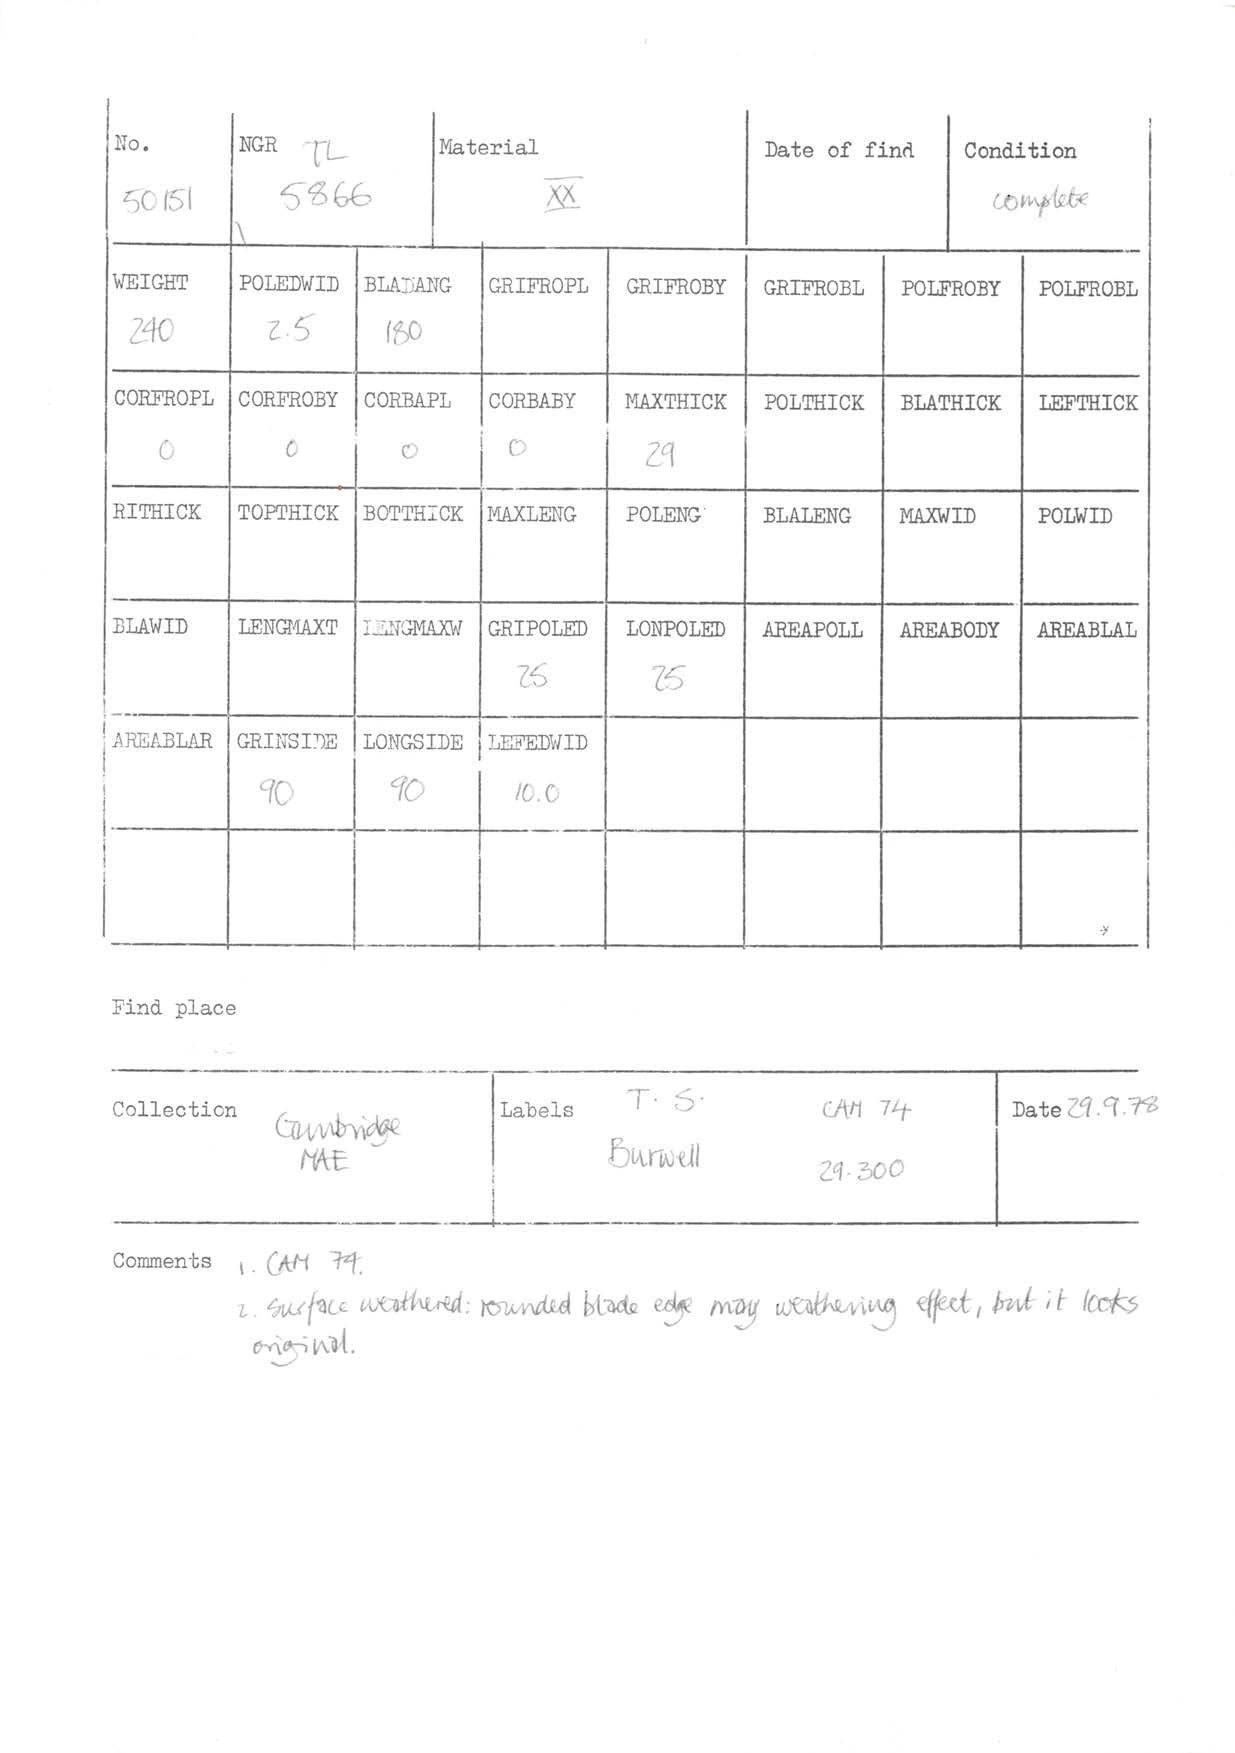 No. NGR TL Material Date of find Condition
50151 5866 XX complete
WEIGHT POLEDWID BLADANG GRIFROPL GRIFROBY GRIFROBL POLFROBY POLFROBL
240 2.5 180
CORFROPL CORFROBY CORBAPL CORBABY MAXTHICK POLTHICK BLATHICK LEFTHICK
0 0 0 0 29
RITHICK TOPTHICK BOTTHICK MAXLENG POLENG BLALENG MAXWID POLWID
BLAWID LENGMAXT LENGMAXW GRIPOLED LONPOLED AREAPOLL AREABODY AREABLAL
25 25
AREABLAR GRINSIDE LONGSIDE LEFEDWID
90 90 10.0
Find place
Collection Cambridge MAE
Labels T. S. CAM 74
Burwell 29.300
Date 29.9.78
Comments 1. CAM 74.
2. Surface weathered: rounded blade edge may weathering effect, but it looks
original.